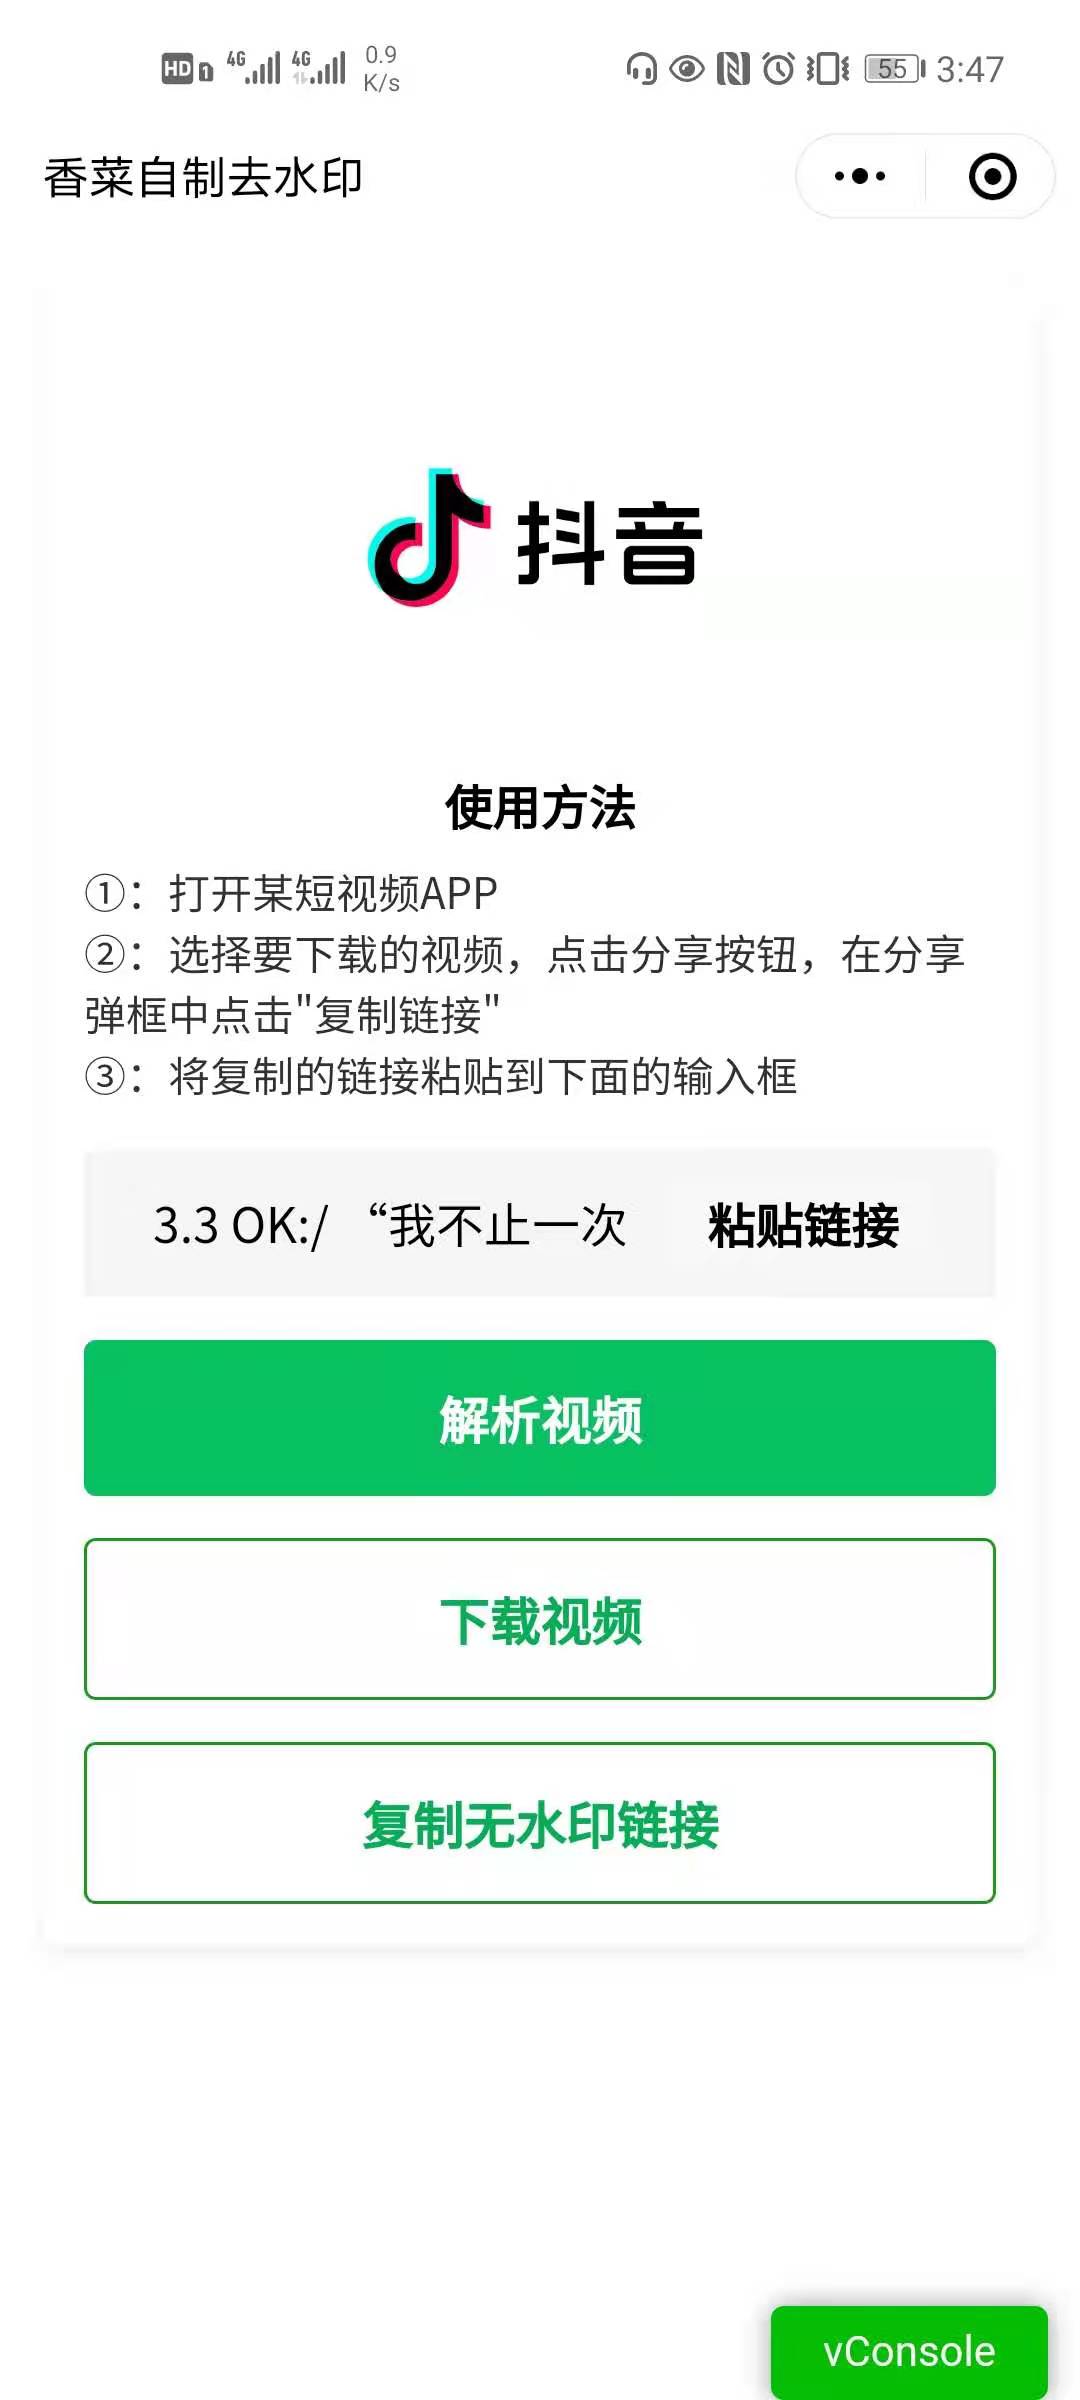 HD 1 4G 4G 0.9 K/s 55 3:47
香菜自制去水印
抖音
使用方法
①：打开某短视频APP
②：选择要下载的视频，点击分享按钮，在分享
弹框中点击"复制链接"
③：将复制的链接粘贴到下面的输入框
3.3 OK:/ “我不止一次 粘贴链接
解析视频
下载视频
复制无水印链接
vConsole